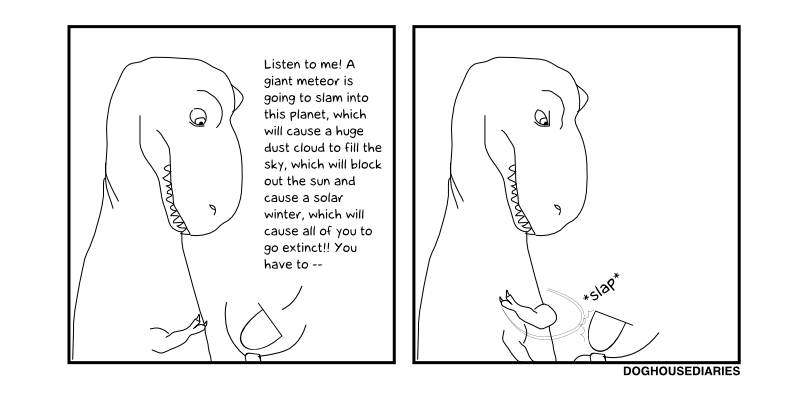 Listen to me! A
giant meteor is
going to slam into
this planet, which
will cause a huge
dust cloud to fill the
sky, which will block
out the sun and
cause a solar
winter, which will
cause all of you to
go extinct!! You
have to --
*slap*
DOGHOUSEDIARIES